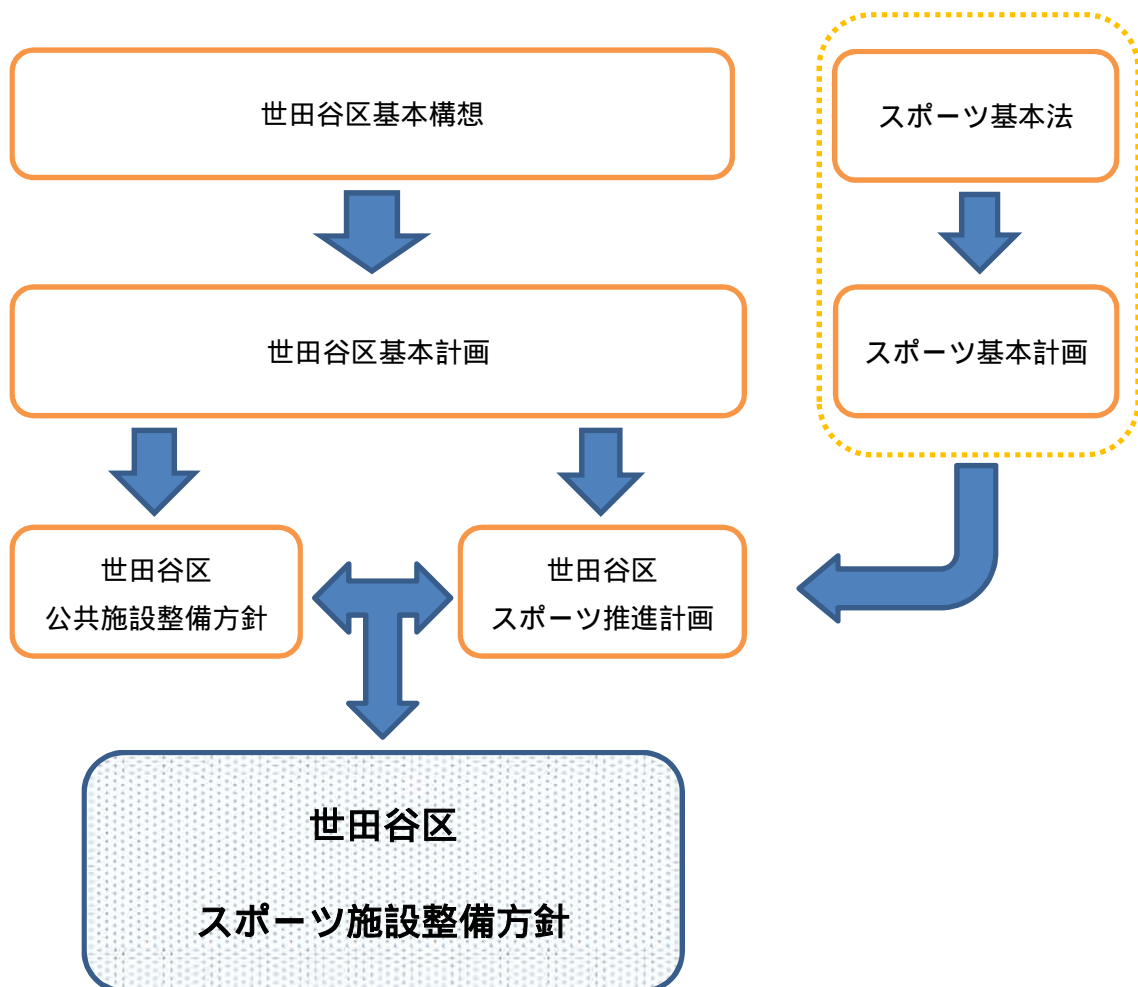 世田谷区基本構想
スポーツ基本法
世田谷区基本計画
スポーツ基本計画
世田谷区
公共施設整備方針
世田谷区
スポーツ推進計画
世田谷区
スポーツ施設整備方針